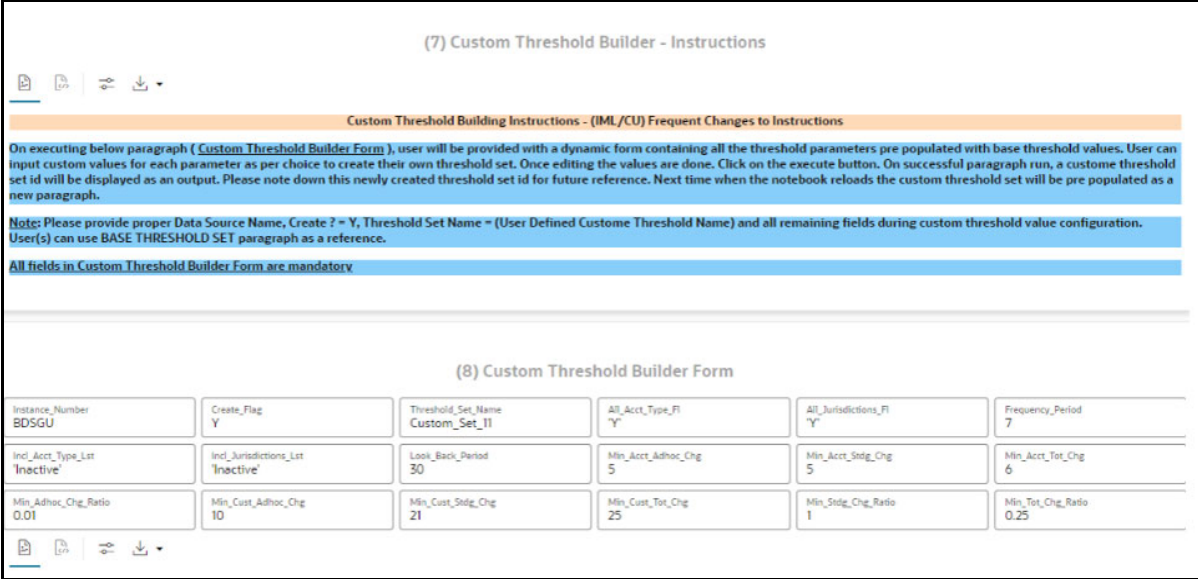 (7) Custom Threshold Builder - Instructions
Custom Threshold Building Instructions - (IML/CU) Frequent Changes to Instructions
On executing below paragraph ( Custom Threshold Builder Form ), user will be provided with a dynamic form containing all the threshold parameters pre populated with base threshold values. User can
input custom values for each parameter as per choice to create their own threshold set. Once editing the values are done. Click on the execute button. On successful paragraph run, a custome threshold
set id will be displayed as an output. Please note down this newly created threshold set id for future reference. Next time when the notebook reloads the custom threshold set will be pre populated as a
new paragraph.
Note: Please provide proper Data Source Name, Create ? = Y, Threshold Set Name = (User Defined Custome Threshold Name) and all remaining fields during custom threshold value configuration.
User(s) can use BASE THRESHOLD SET paragraph as a reference.
All fields in Custom Threshold Builder Form are mandatory
(8) Custom Threshold Builder Form
Instance_Number Create_Flag Threshold_Set_Name All_Acct_Type_Fl All_Jurisdictions_Fl Frequency_Period
BDSGU Y Custom_Set_11 'Y' 'Y' 7
Incl_Acct_Type_Lst Incl_Jurisdictions_Lst Look_Back_Period Min_Acct_Adhoc_Chg Min_Acct_Stdg_Chg Min_Acct_Tot_Chg
'Inactive' 'Inactive' 30 5 5 6
Min_Adhoc_Chg_Ratio Min_Cust_Adhoc_Chg Min_Cust_Stdg_Chg Min_Cust_Tot_Chg Min_Stdg_Chg_Ratio Min_Tot_Chg_Ratio
0.01 10 21 25 1 0.25